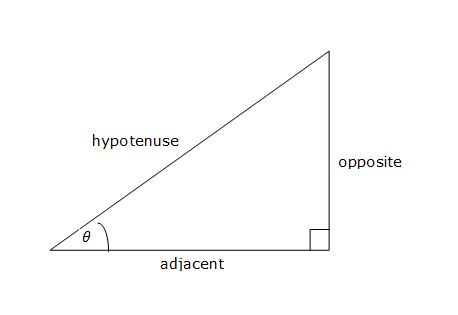 hypotenuse
opposite
θ
adjacent